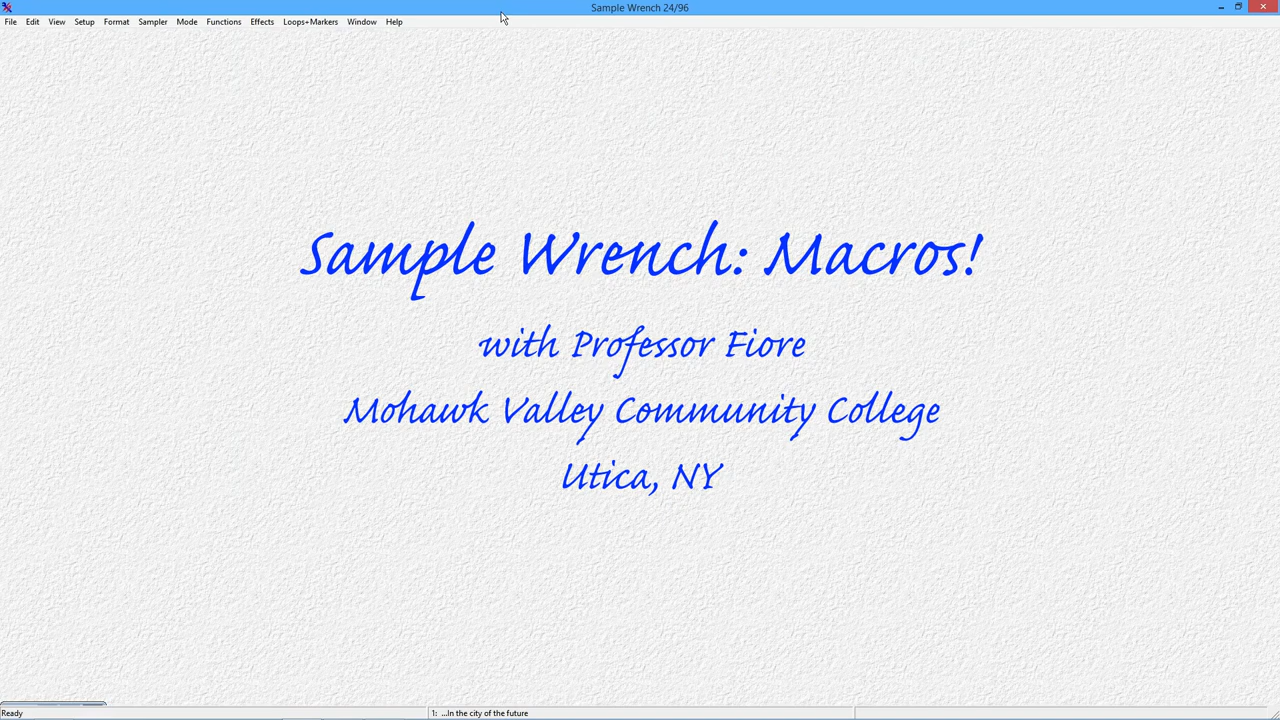 Sample Wrench 24/96
File Edit View Setup Format Sampler Mode Functions Effects Loops+Markers Window Help
Sample Wrench: Macros!
with Professor Fiore
Mohawk Valley Community College
Utica, NY
Ready 1: ...In the city of the future